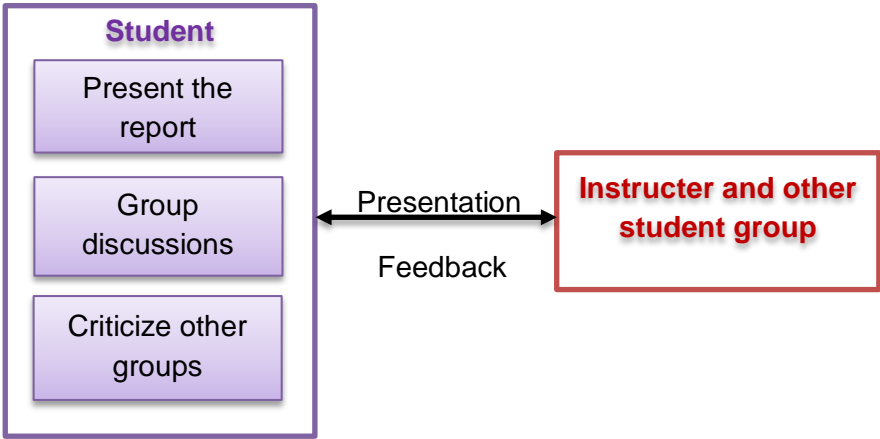 Student
Present the
report
Group
discussions
Criticize other
groups
Presentation
Feedback
Instructer and other
student group